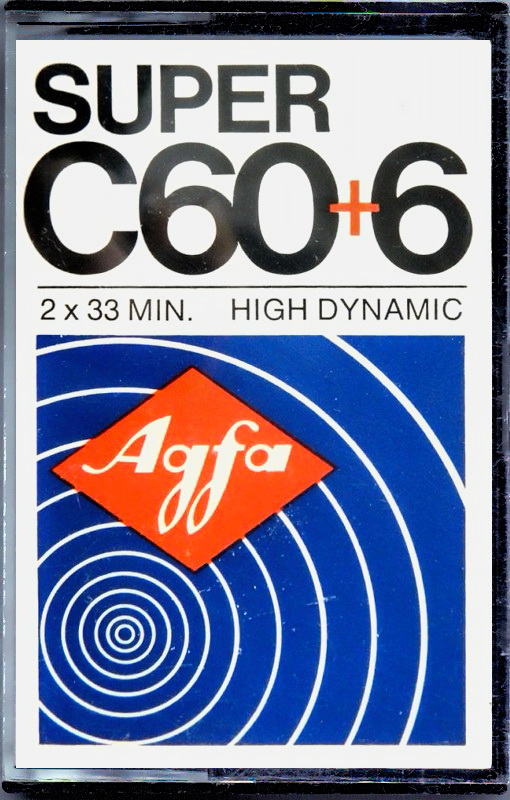 SUPER
C60+6
2 x 33 MIN. HIGH DYNAMIC
Agfa